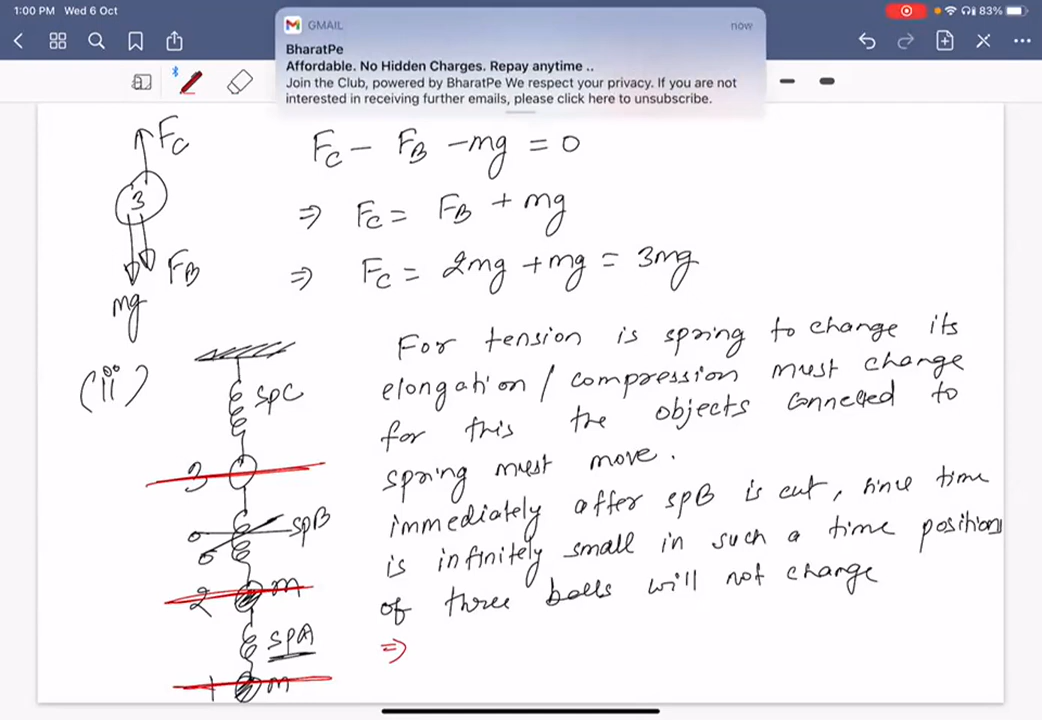 1:00 PM Wed 6 Oct
83%
GMAIL
now
BharatPe
Affordable. No Hidden Charges. Repay anytime ..
Join the Club, powered by BharatPe We respect your privacy. If you are not
interested in receiving further emails, please click here to unsubscribe.
FC
3
FB
mg
FC - FB - mg = 0
⇒ FC = FB + mg
⇒ FC = 2mg + mg = 3mg
(ii)
SpC
3
SpB
2 m
SpA
1 m
For tension is spring to change its
elongation / compression must change
for this the objects connected to
spring must move.
immediately after spB is cut, since time
is infinitely small in such a time positions
of three balls will not change
⇒